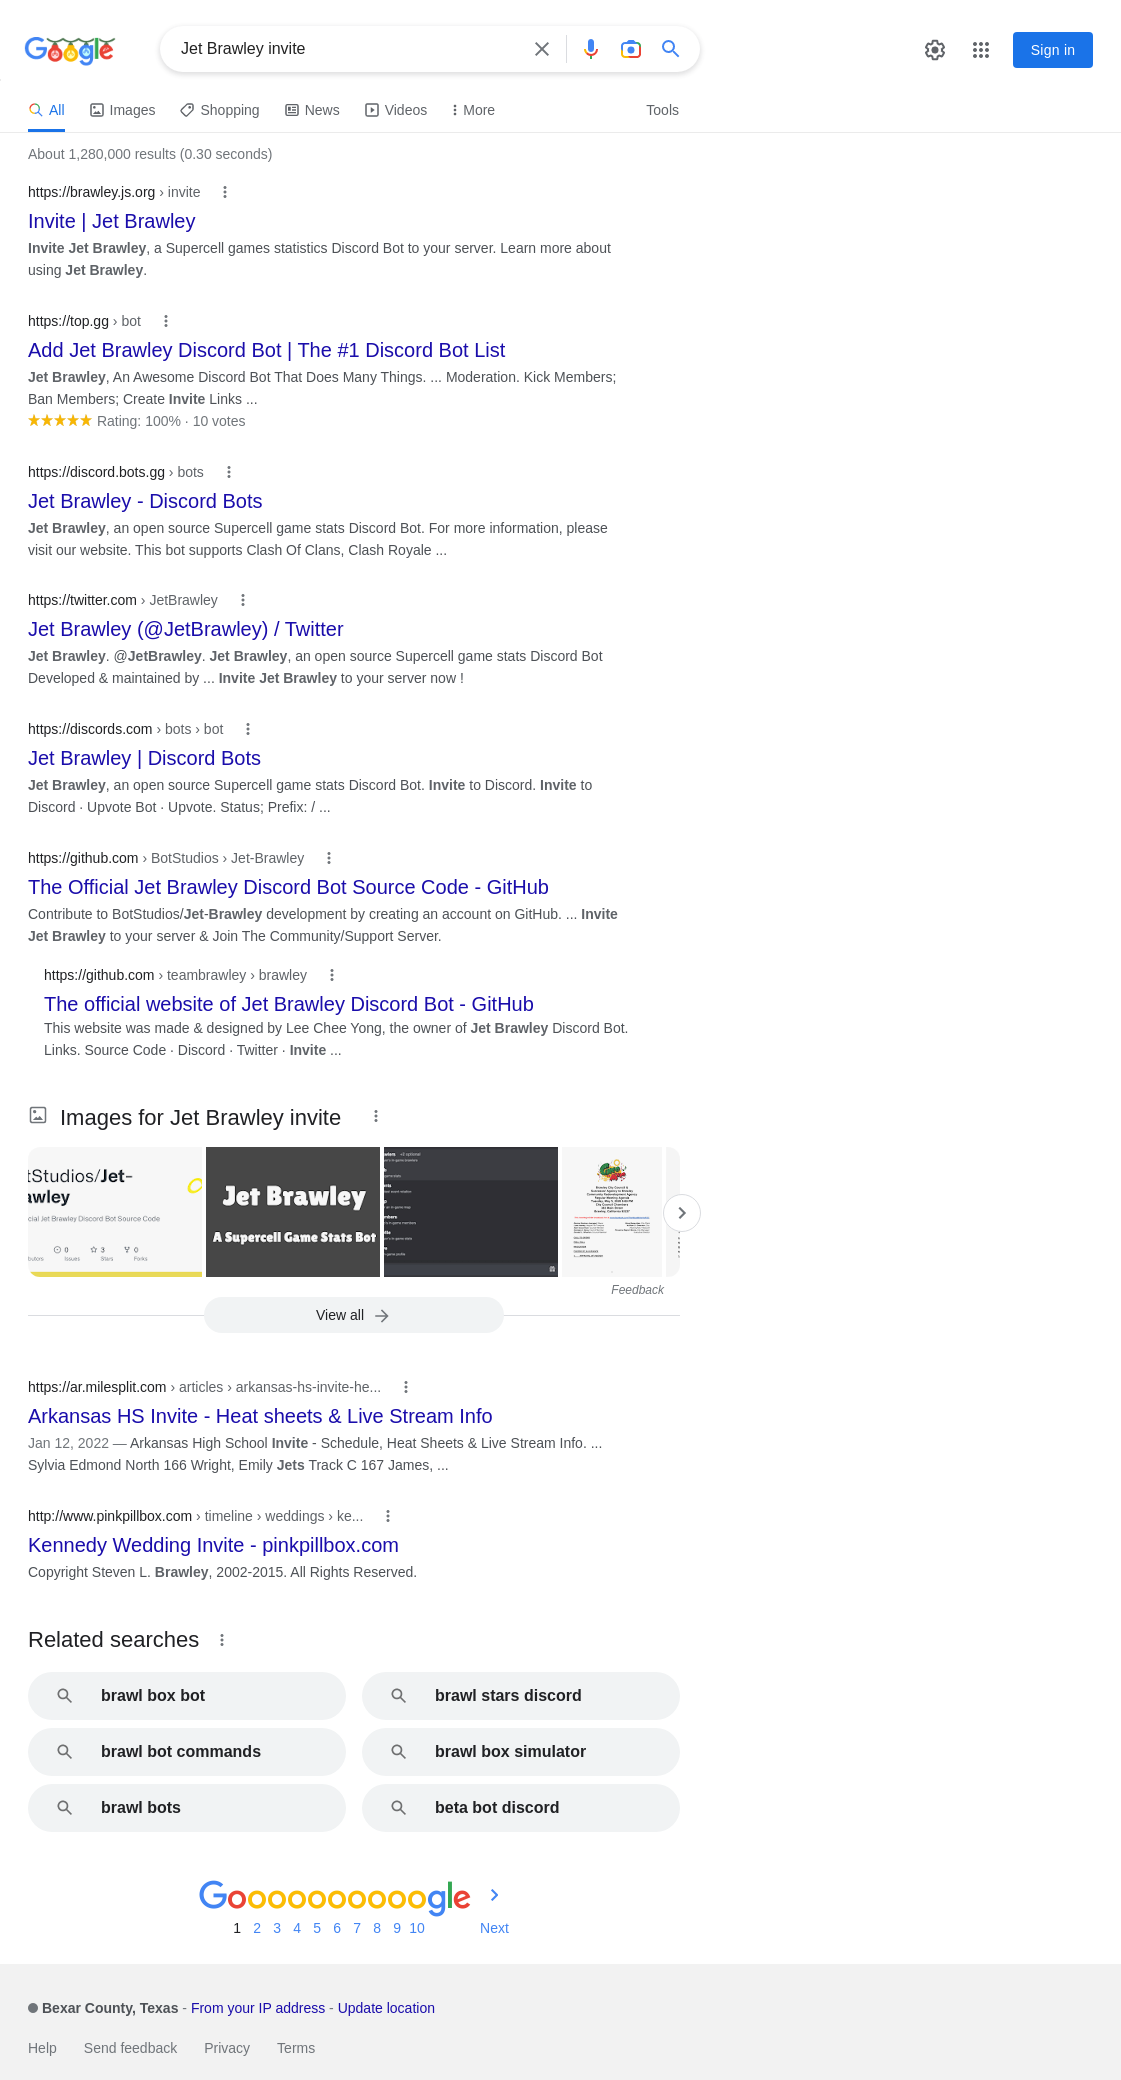 Google
Jet Brawley invite
Sign in
All
Images
Shopping
News
Videos
More
Tools
About 1,280,000 results (0.30 seconds)
https://brawley.js.org › invite
Invite | Jet Brawley
Invite Jet Brawley, a Supercell games statistics Discord Bot to your server. Learn more about
using Jet Brawley.
https://top.gg › bot
Add Jet Brawley Discord Bot | The #1 Discord Bot List
Jet Brawley, An Awesome Discord Bot That Does Many Things. ... Moderation. Kick Members;
Ban Members; Create Invite Links ...
Rating: 100% · 10 votes
https://discord.bots.gg › bots
Jet Brawley - Discord Bots
Jet Brawley, an open source Supercell game stats Discord Bot. For more information, please
visit our website. This bot supports Clash Of Clans, Clash Royale ...
https://twitter.com › JetBrawley
Jet Brawley (@JetBrawley) / Twitter
Jet Brawley. @JetBrawley. Jet Brawley, an open source Supercell game stats Discord Bot
Developed & maintained by ... Invite Jet Brawley to your server now !
https://discords.com › bots › bot
Jet Brawley | Discord Bots
Jet Brawley, an open source Supercell game stats Discord Bot. Invite to Discord. Invite to
Discord · Upvote Bot · Upvote. Status; Prefix: / ...
https://github.com › BotStudios › Jet-Brawley
The Official Jet Brawley Discord Bot Source Code - GitHub
Contribute to BotStudios/Jet-Brawley development by creating an account on GitHub. ... Invite
Jet Brawley to your server & Join The Community/Support Server.
https://github.com › teambrawley › brawley
The official website of Jet Brawley Discord Bot - GitHub
This website was made & designed by Lee Chee Yong, the owner of Jet Brawley Discord Bot.
Links. Source Code · Discord · Twitter · Invite ...
Images for Jet Brawley invite
tStudios/Jet-
awley
cial Jet Brawley Discord Bot Source Code
0 3 0
Issues Stars Forks
Jet Brawley
A Supercell Game Stats Bot
Feedback
View all
https://ar.milesplit.com › articles › arkansas-hs-invite-he...
Arkansas HS Invite - Heat sheets & Live Stream Info
Jan 12, 2022 — Arkansas High School Invite - Schedule, Heat Sheets & Live Stream Info. ...
Sylvia Edmond North 166 Wright, Emily Jets Track C 167 James, ...
http://www.pinkpillbox.com › timeline › weddings › ke...
Kennedy Wedding Invite - pinkpillbox.com
Copyright Steven L. Brawley, 2002-2015. All Rights Reserved.
Related searches
brawl box bot
brawl stars discord
brawl bot commands
brawl box simulator
brawl bots
beta bot discord
Goooooooooogle
1 2 3 4 5 6 7 8 9 10 Next
Bexar County, Texas - From your IP address - Update location
Help Send feedback Privacy Terms